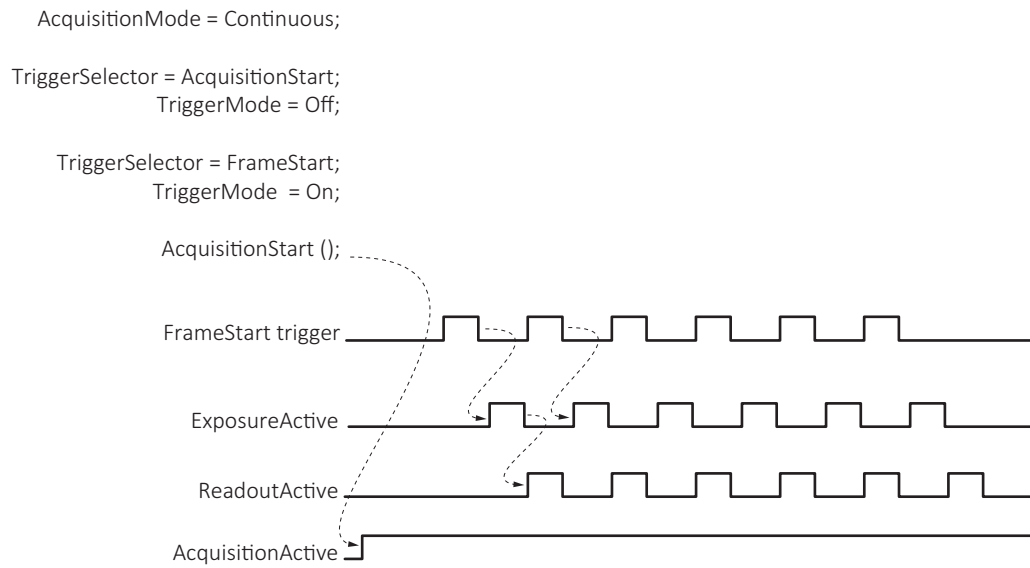 AcquisitionMode = Continuous;
TriggerSelector = AcquisitionStart;
TriggerMode = Off;
TriggerSelector = FrameStart;
TriggerMode  = On;
AcquisitionStart ();
FrameStart trigger
ExposureActive
ReadoutActive
AcquisitionActive